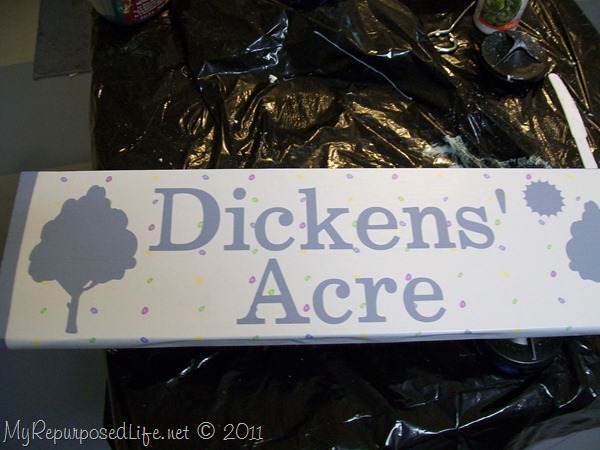 Dickens'
Acre
MyRepurposedLife.net © 2011